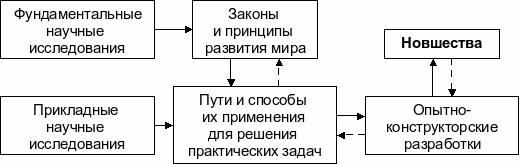 Фундаментальные
научные
исследования
Законы
и принципы
развития мира
Новшества
Прикладные
научные
исследования
Пути и способы
их применения
для решения
практических задач
Опытно-
конструкторские
разработки